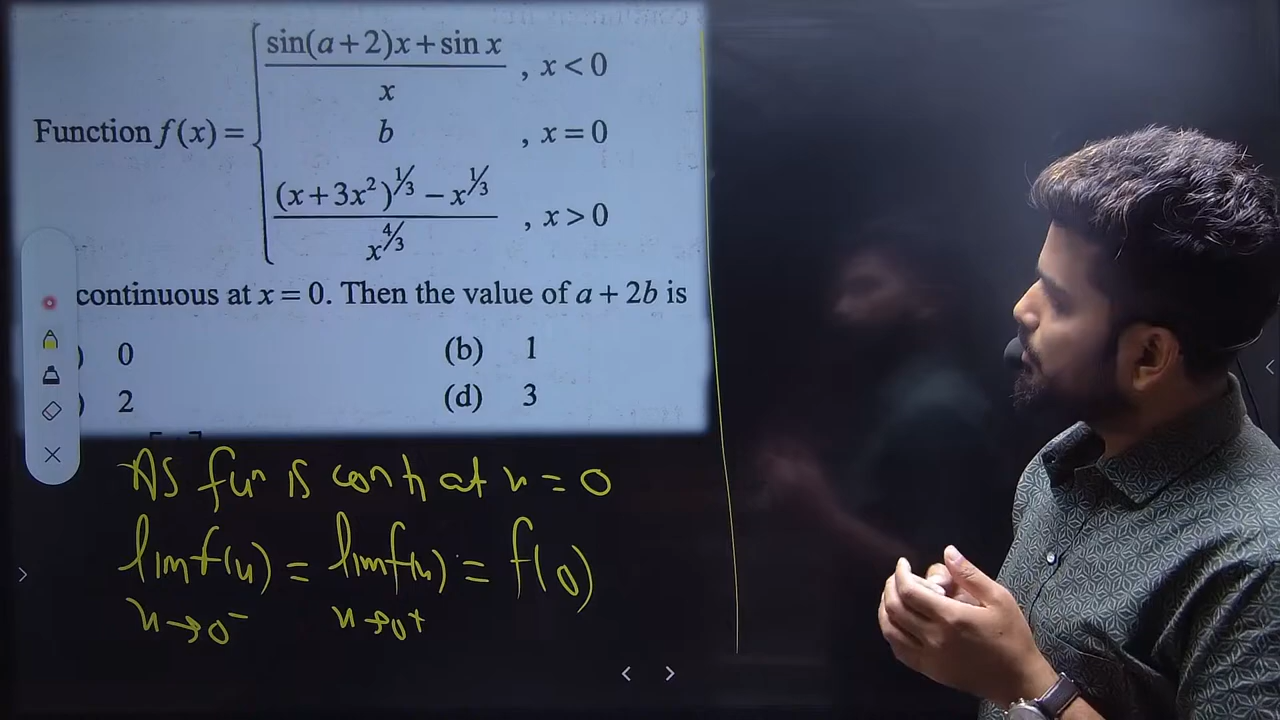 Function f(x) = { sin(a+2)x + sin x / x , x < 0
b , x = 0
(x+3x²)^⅓ − x^⅓ / x^4⁄3 , x > 0
continuous at x = 0. Then the value of a + 2b is
) 0 (b) 1
) 2 (d) 3
As fun is cont at x = 0
lim f(x) = lim f(x) = f(0)
x→0⁻ x→0⁺